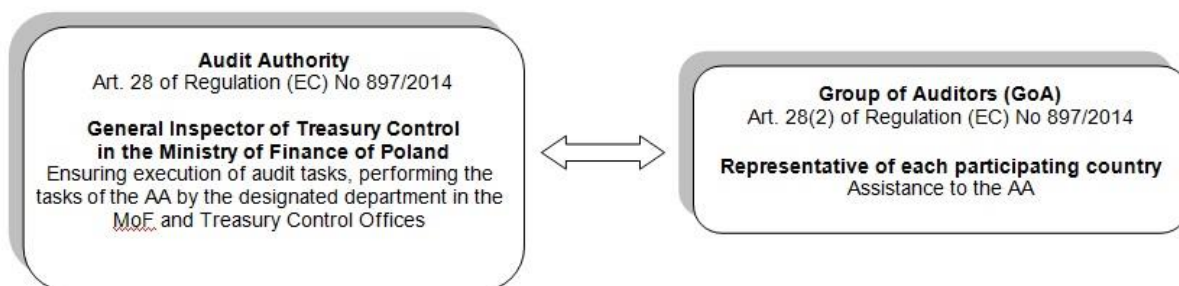 Audit Authority
Art. 28 of Regulation (EC) No 897/2014
General Inspector of Treasury Control
in the Ministry of Finance of Poland
Ensuring execution of audit tasks, performing the
tasks of the AA by the designated department in the
MoF and Treasury Control Offices
Group of Auditors (GoA)
Art. 28(2) of Regulation (EC) No 897/2014
Representative of each participating country
Assistance to the AA